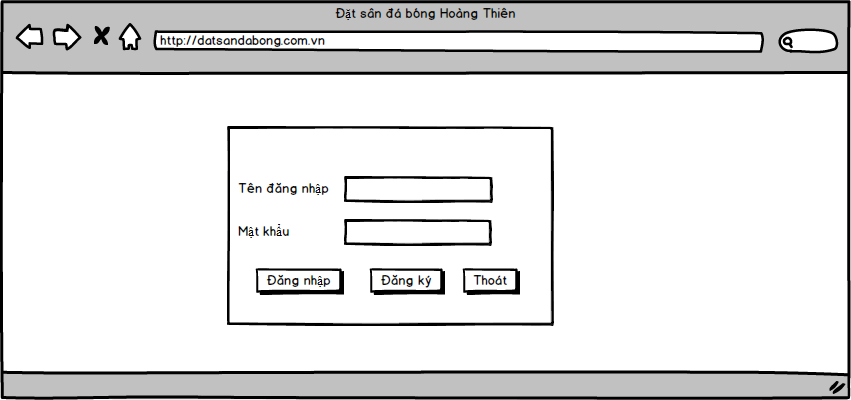 Đặt sân đá bóng Hoàng Thiên
http://datsandabong.com.vn
Tên đăng nhập
Mật khẩu
Đăng nhập Đăng ký Thoát